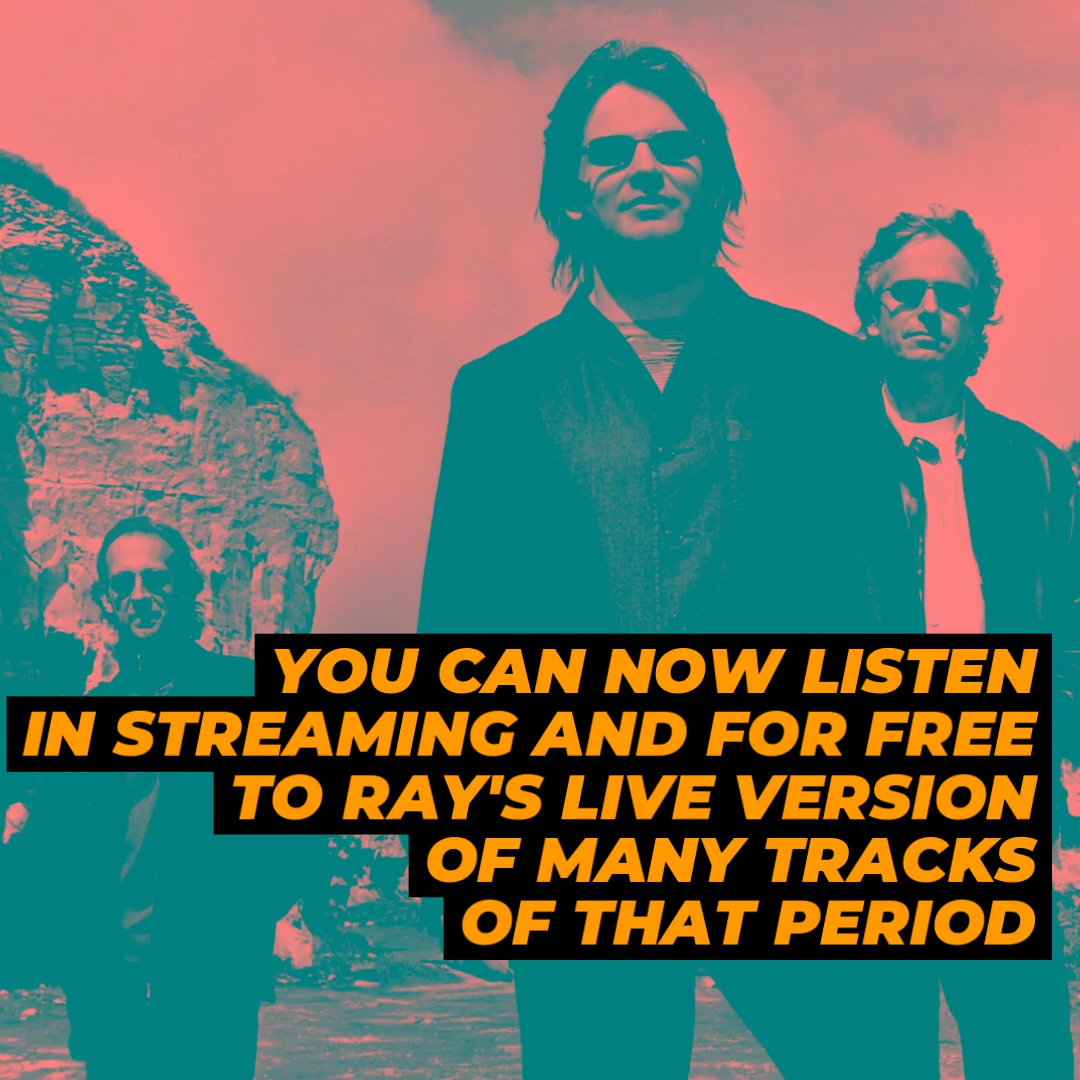 YOU CAN NOW LISTEN
IN STREAMING AND FOR FREE
TO RAY'S LIVE VERSION
OF MANY TRACKS
OF THAT PERIOD